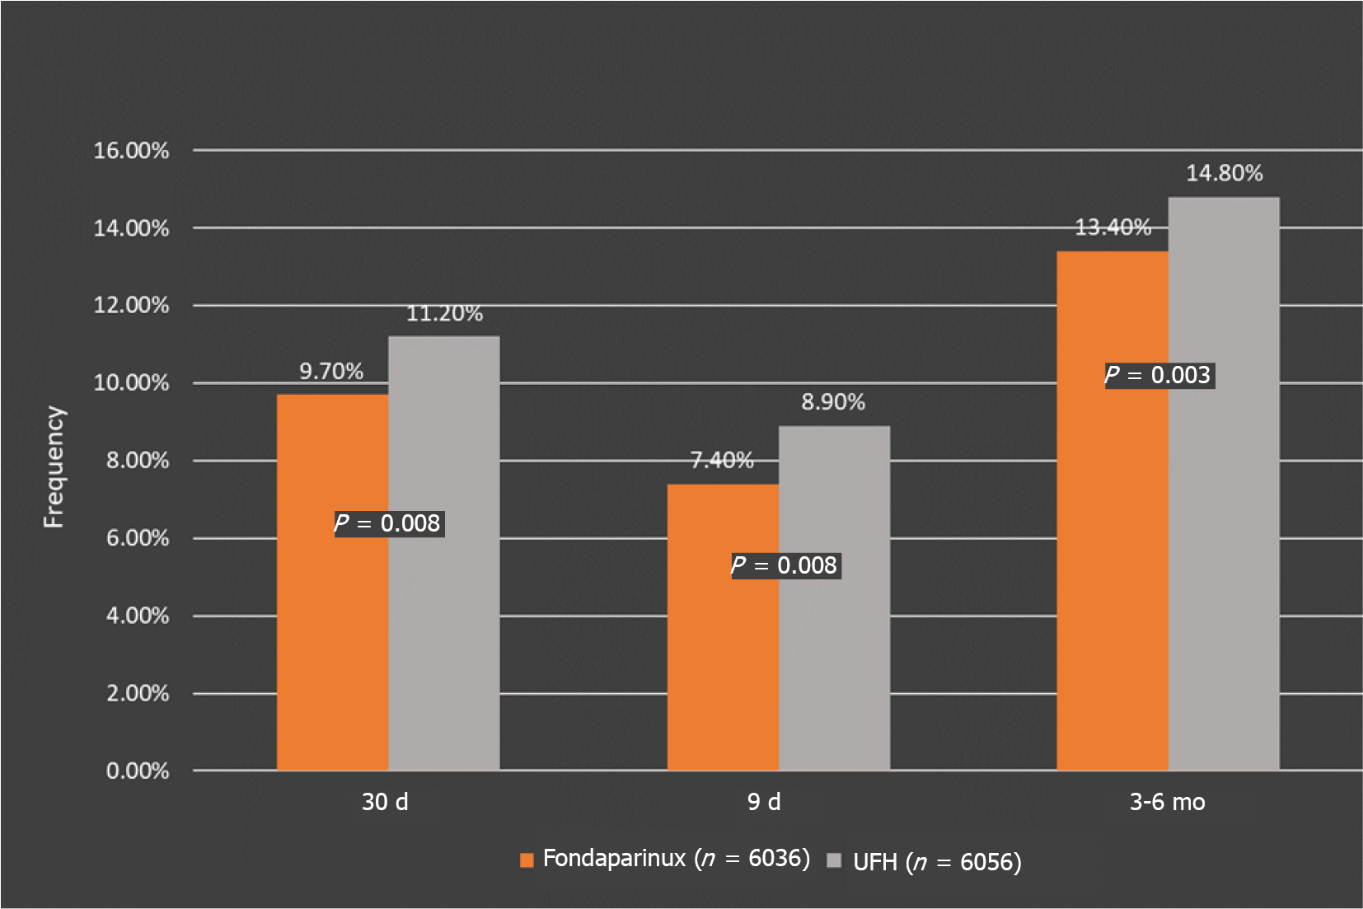 16.00%
14.80%
14.00%
13.40%
12.00%
11.20%
10.00%
9.70%
P = 0.003
8.90%
8.00%
7.40%
Frequency
P = 0.008
6.00%
P = 0.008
4.00%
2.00%
0.00%
30 d 9 d 3-6 mo
Fondaparinux (n = 6036) UFH (n = 6056)